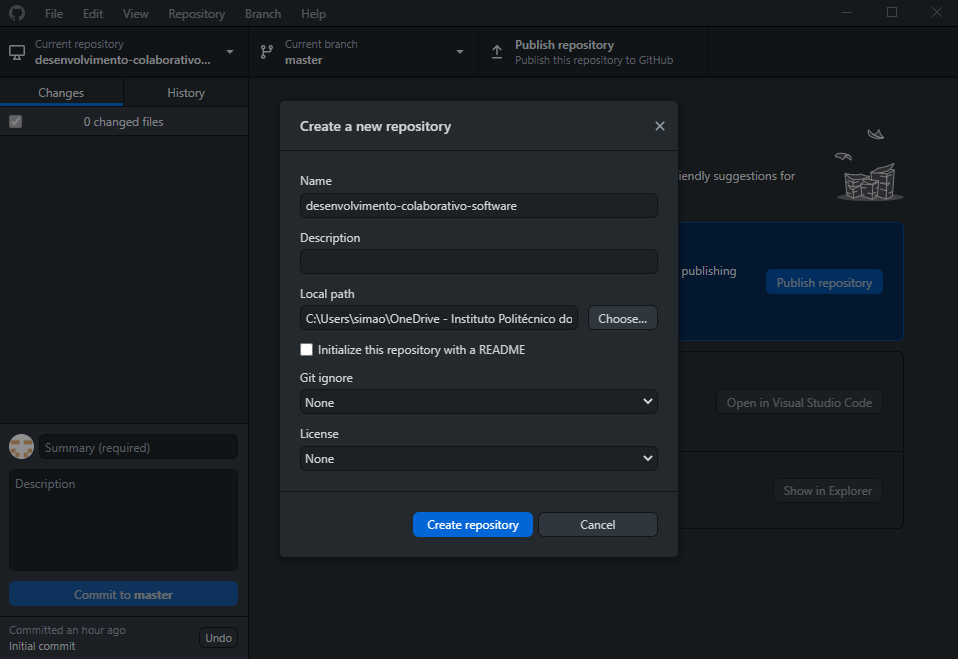 File Edit View Repository Branch Help
Current repository
desenvolvimento-colaborativo...
Current branch
master
Publish repository
Publish this repository to GitHub
Changes History
0 changed files
Create a new repository
Name
desenvolvimento-colaborativo-software
Description
Local path
C:\Users\simao\OneDrive - Instituto Politécnico do
Choose...
Initialize this repository with a README
Git ignore
None
License
None
Create repository Cancel
iendly suggestions for
publishing
Publish repository
Open in Visual Studio Code
Show in Explorer
Summary (required)
Description
Commit to master
Committed an hour ago
Initial commit
Undo